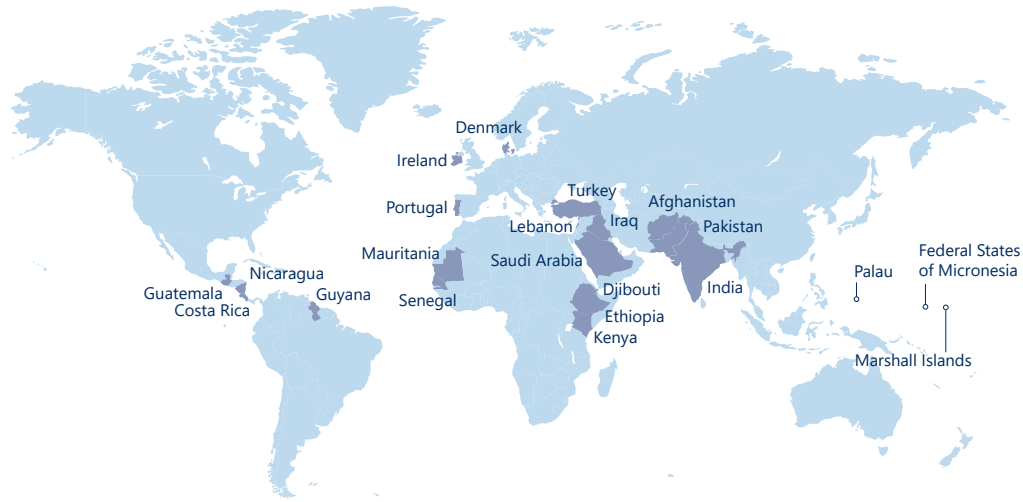 Denmark
Ireland
Turkey
Afghanistan
Portugal
Iraq
Lebanon
Pakistan
Mauritania
Saudi Arabia
Federal States
of Micronesia
Nicaragua
Palau
Guatemala
Guyana
Senegal
Djibouti
India
Costa Rica
Ethiopia
Kenya
Marshall Islands